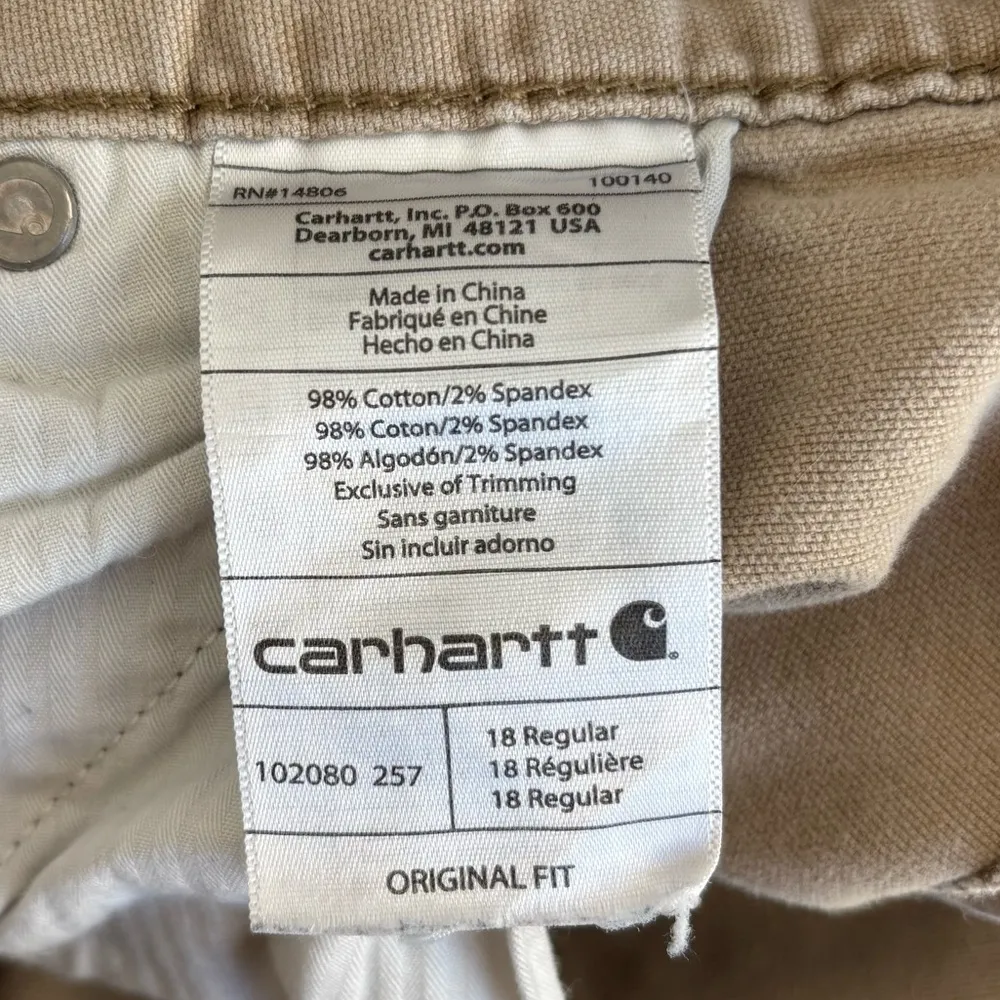 RN#14806 100140
Carhartt, Inc. P.O. Box 600
Dearborn, MI 48121 USA
carhartt.com
Made in China
Fabriqué en Chine
Hecho en China
98% Cotton/2% Spandex
98% Coton/2% Spandex
98% Algodón/2% Spandex
Exclusive of Trimming
Sans garniture
Sin incluir adorno
carhartt
102080 257
18 Regular
18 Régulière
18 Regular
ORIGINAL FIT